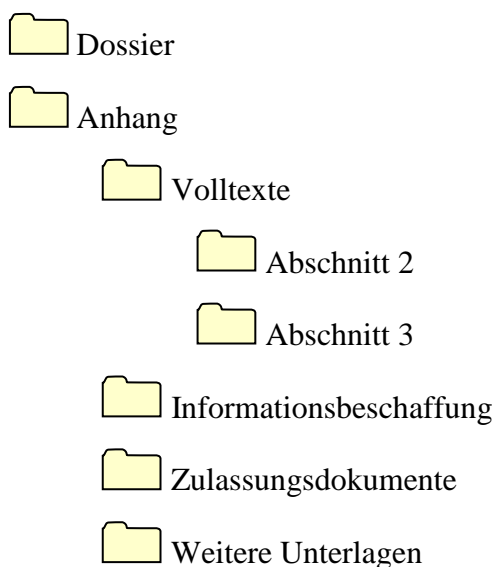 Dossier
Anhang
Volltexte
Abschnitt 2
Abschnitt 3
Informationsbeschaffung
Zulassungsdokumente
Weitere Unterlagen